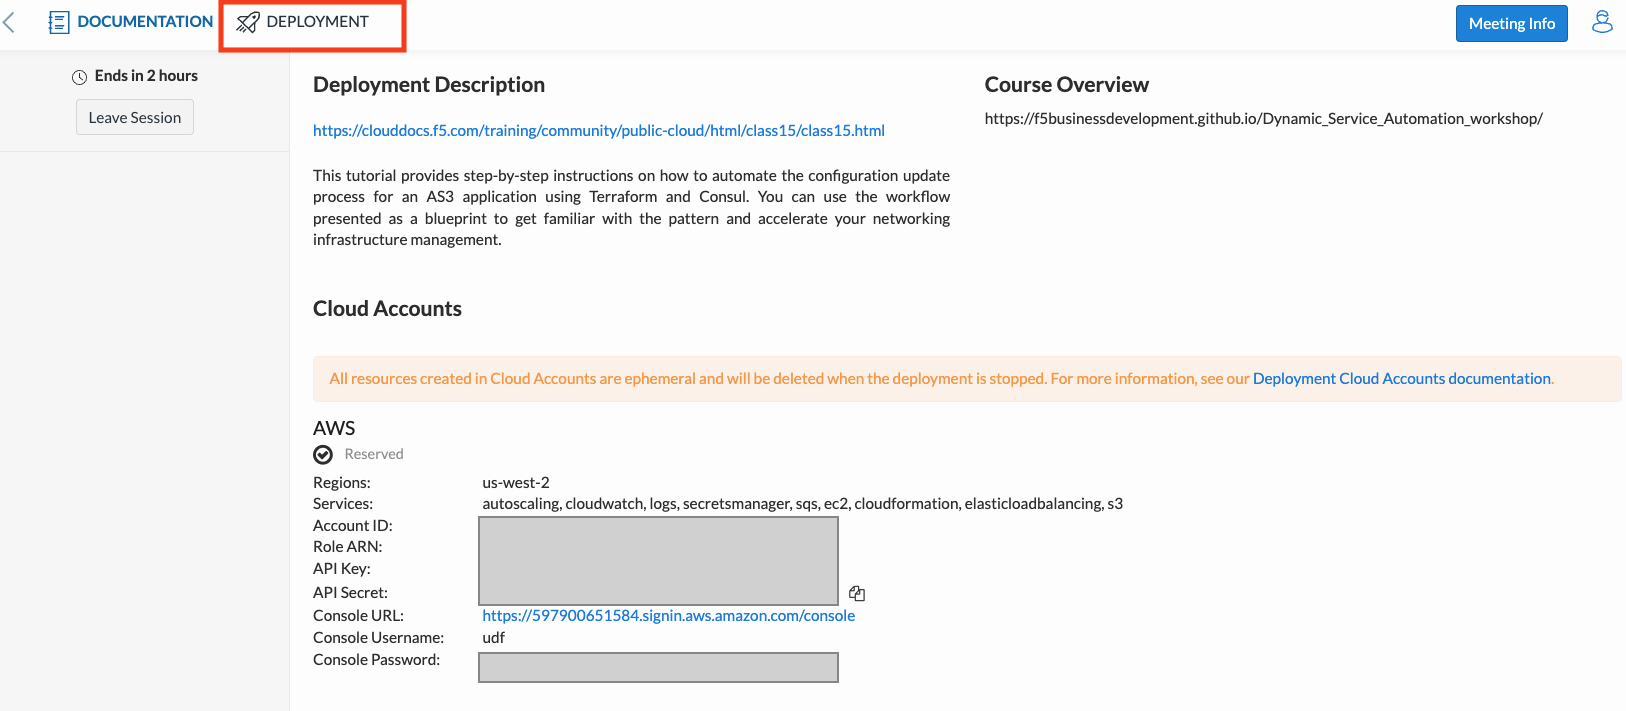 DOCUMENTATION
DEPLOYMENT
Meeting Info
Ends in 2 hours
Leave Session
Deployment Description
https://clouddocs.f5.com/training/community/public-cloud/html/class15/class15.html
This tutorial provides step-by-step instructions on how to automate the configuration update
process for an AS3 application using Terraform and Consul. You can use the workflow
presented as a blueprint to get familiar with the pattern and accelerate your networking
infrastructure management.
Course Overview
https://f5businessdevelopment.github.io/Dynamic_Service_Automation_workshop/
Cloud Accounts
All resources created in Cloud Accounts are ephemeral and will be deleted when the deployment is stopped. For more information, see our Deployment Cloud Accounts documentation.
AWS
Reserved
Regions: us-west-2
Services: autoscaling, cloudwatch, logs, secretsmanager, sqs, ec2, cloudformation, elasticloadbalancing, s3
Account ID:
Role ARN:
API Key:
API Secret:
Console URL: https://597900651584.signin.aws.amazon.com/console
Console Username: udf
Console Password: